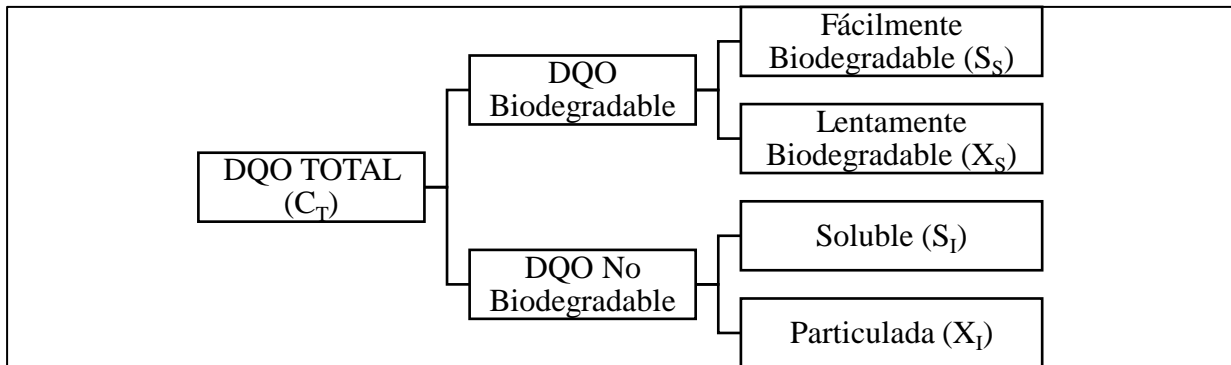 DQO TOTAL
(C_T)
DQO
Biodegradable
DQO No
Biodegradable
Fácilmente
Biodegradable (S_S)
Lentamente
Biodegradable (X_S)
Soluble (S_I)
Particulada (X_I)